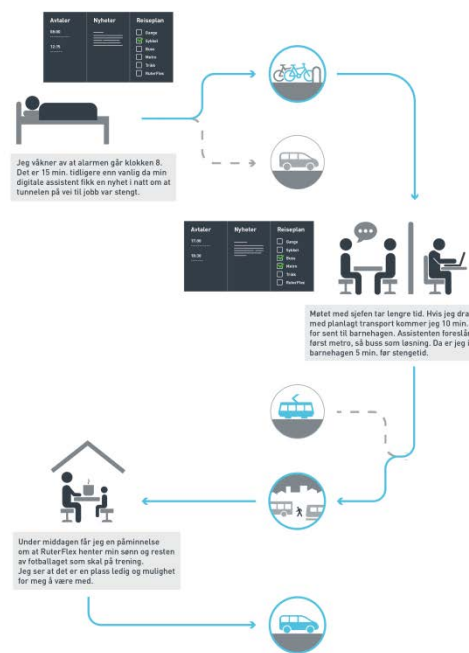 Avtaler Nyheter Reiseplan
Gange
Sykkel
Buss
Metro
Trikk
RuterFlex
Jeg våkner av at alarmen går klokken 8.
Det er 15 min. tidligere enn vanlig da min
digitale assistent fikk en nyhet i natt om at
tunnelen på vei til jobb var stengt.
Avtaler Nyheter Reiseplan
Gange
Sykkel
Buss
Metro
Trikk
RuterFlex
Møtet med sjefen tar lengre tid. Hvis jeg dra
med planlagt transport kommer jeg 10 min.
for sent til barnehagen. Assistenten foreslår
først metro, så buss som løsning. Da er jeg i
barnehagen 5 min. før stengetid.
Under middagen får jeg en påminnelse
om at RuterFlex henter min sønn og resten
av fotballaget som skal på trening.
Jeg ser at det er en plass ledig og mulighet
for meg å være med.